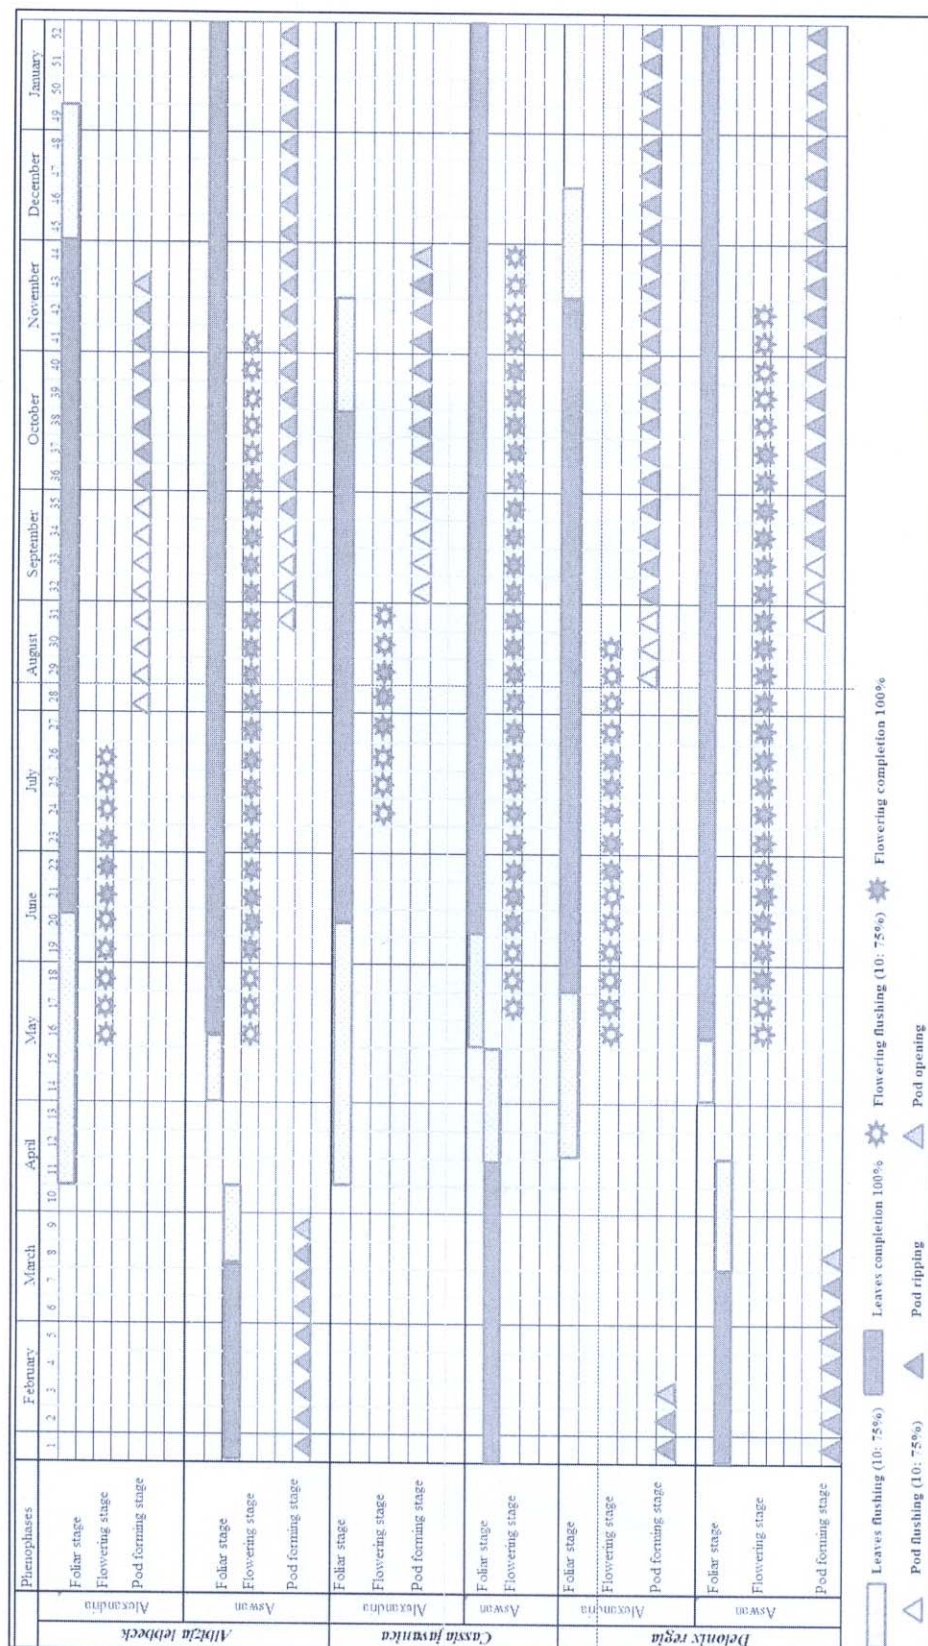 Phenophases February March April May June July August September October November December January
1 2 3 4 5 6 7 8 9 10 11 12 13 14 15 16 17 18 19 20 21 22 23 24 25 26 27 28 29 30 31 32 33 34 35 36 37 38 39 40 41 42 43 44 45 46 47 48 49 50 51 52
Albizia lebbeck
Alexandria
Foliar stage
Flowering stage
Pod forming stage
Aswan
Foliar stage
Flowering stage
Pod forming stage
Cassia javanica
Alexandria
Foliar stage
Flowering stage
Pod forming stage
Aswan
Foliar stage
Flowering stage
Delonix regia
Alexandria
Foliar stage
Flowering stage
Pod forming stage
Aswan
Foliar stage
Flowering stage
Pod forming stage
Leaves flushing (10: 75%) Leaves completion 100% Flowering flushing (10: 75%) Flowering completion 100%
Pod flushing (10: 75%) Pod ripping Pod opening